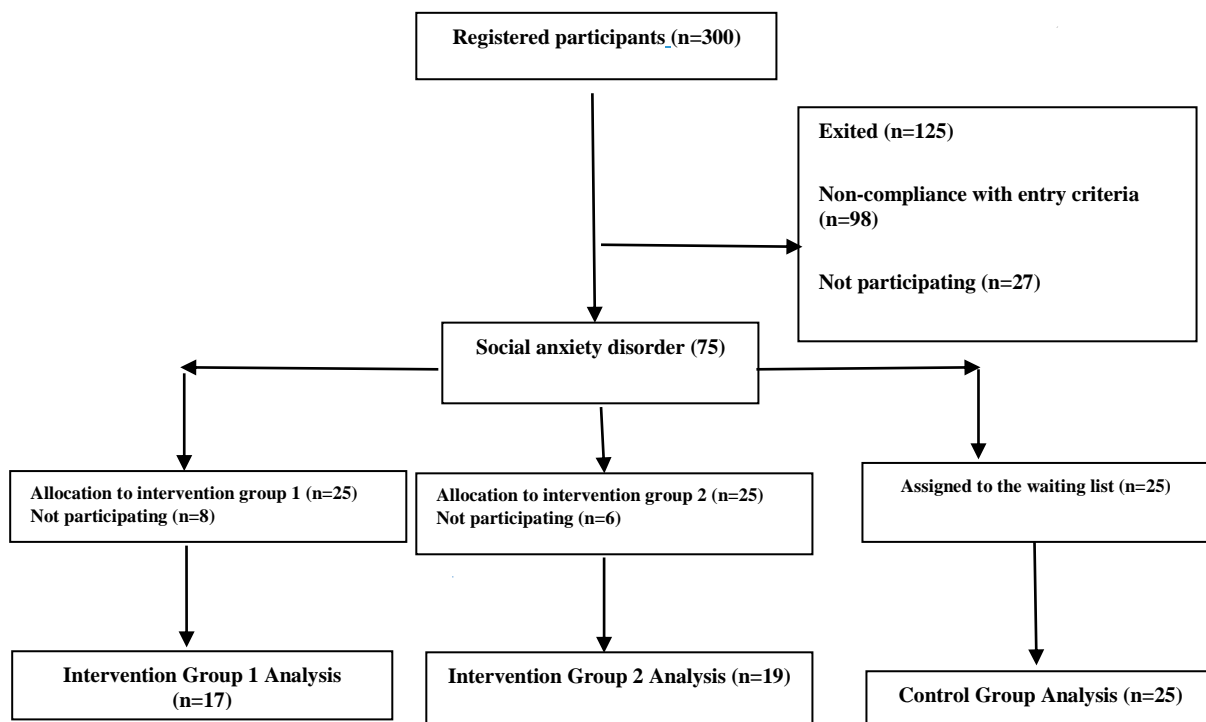 Registered participants (n=300)
Exited (n=125)
Non-compliance with entry criteria
(n=98)
Not participating (n=27)
Social anxiety disorder (75)
Allocation to intervention group 1 (n=25)
Not participating (n=8)
Allocation to intervention group 2 (n=25)
Not participating (n=6)
Assigned to the waiting list (n=25)
Intervention Group 1 Analysis
(n=17)
Intervention Group 2 Analysis (n=19)
Control Group Analysis (n=25)